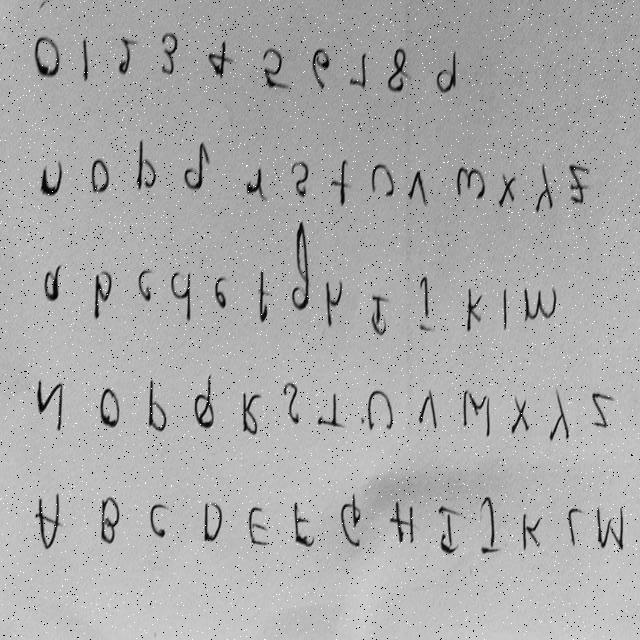 A B C D E F G H I J K L M
N O P Q R S T U V W X Y Z
a b c d e f g h i j k l m
n o p q r s t u v w x y z
0 1 2 3 4 5 6 7 8 9